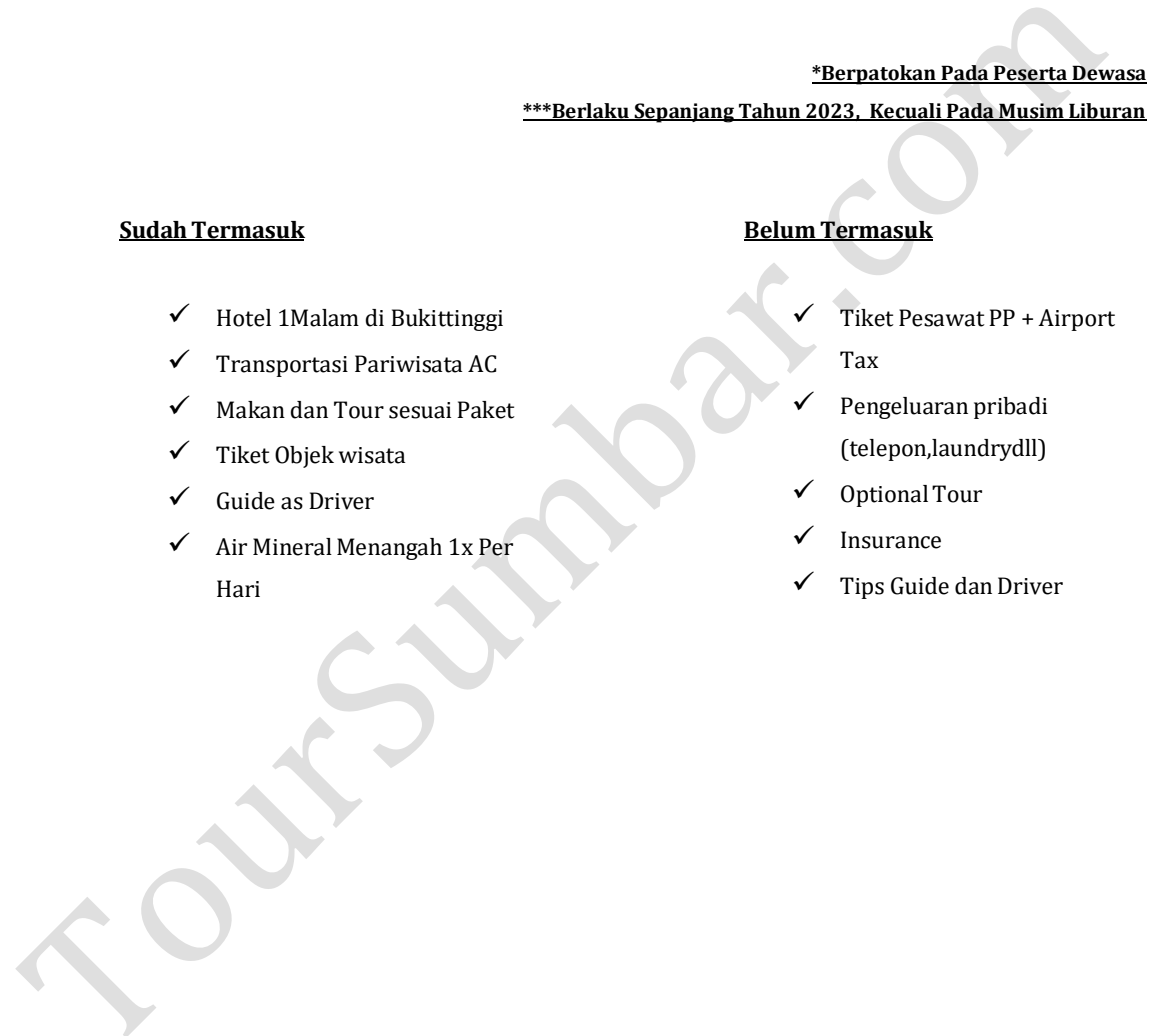 *Berpatokan Pada Peserta Dewasa
***Berlaku Sepanjang Tahun 2023, Kecuali Pada Musim Liburan
Sudah Termasuk
✓ Hotel 1Malam di Bukittinggi
✓ Transportasi Pariwisata AC
✓ Makan dan Tour sesuai Paket
✓ Tiket Objek wisata
✓ Guide as Driver
✓ Air Mineral Menangah 1x Per
Hari
Belum Termasuk
✓ Tiket Pesawat PP + Airport
Tax
✓ Pengeluaran pribadi
(telepon,laundrydll)
✓ Optional Tour
✓ Insurance
✓ Tips Guide dan Driver
TourSumbar.com